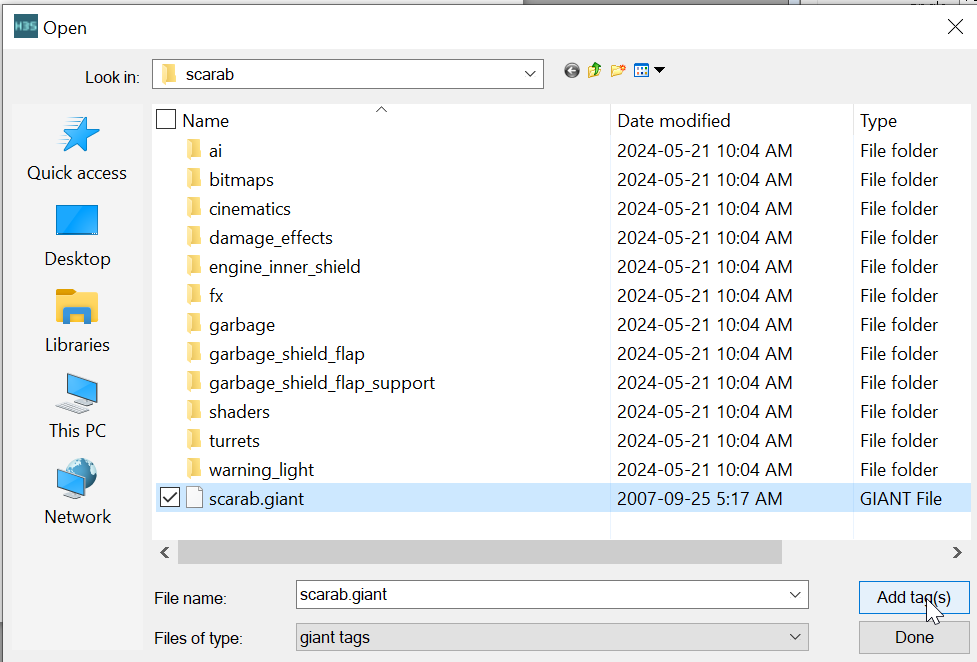 H3S Open
Look in: scarab
Name Date modified Type
ai 2024-05-21 10:04 AM File folder
bitmaps 2024-05-21 10:04 AM File folder
cinematics 2024-05-21 10:04 AM File folder
damage_effects 2024-05-21 10:04 AM File folder
engine_inner_shield 2024-05-21 10:04 AM File folder
fx 2024-05-21 10:04 AM File folder
garbage 2024-05-21 10:04 AM File folder
garbage_shield_flap 2024-05-21 10:04 AM File folder
garbage_shield_flap_support 2024-05-21 10:04 AM File folder
shaders 2024-05-21 10:04 AM File folder
turrets 2024-05-21 10:04 AM File folder
warning_light 2024-05-21 10:04 AM File folder
scarab.giant 2007-09-25 5:17 AM GIANT File
Quick access
Desktop
Libraries
This PC
Network
File name: scarab.giant Add tag(s)
Files of type: giant tags Done